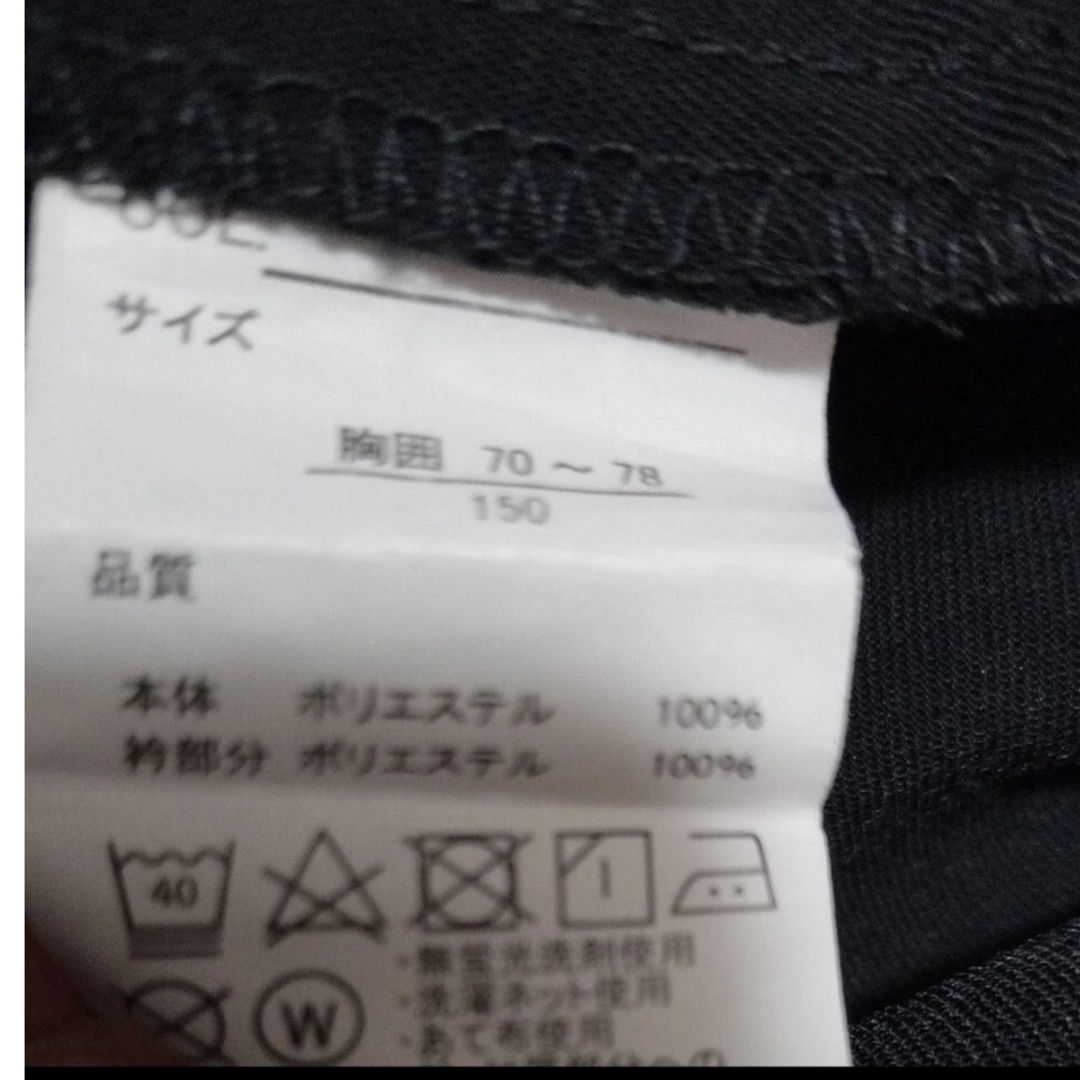 サイズ
胸囲 70 ～ 78
150
品質
本体 ポリエステル 100%
衿部分 ポリエステル 100%
40
・無蛍光洗剤使用
・洗濯ネット使用
W
・あて布使用